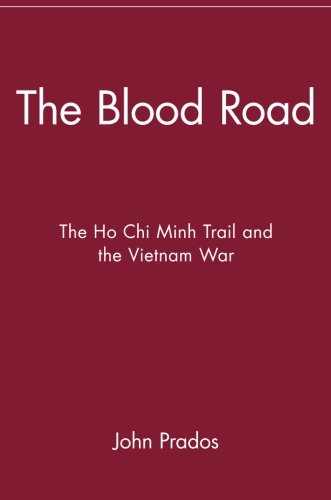 The Blood Road
The Ho Chi Minh Trail and
the Vietnam War
John Prados